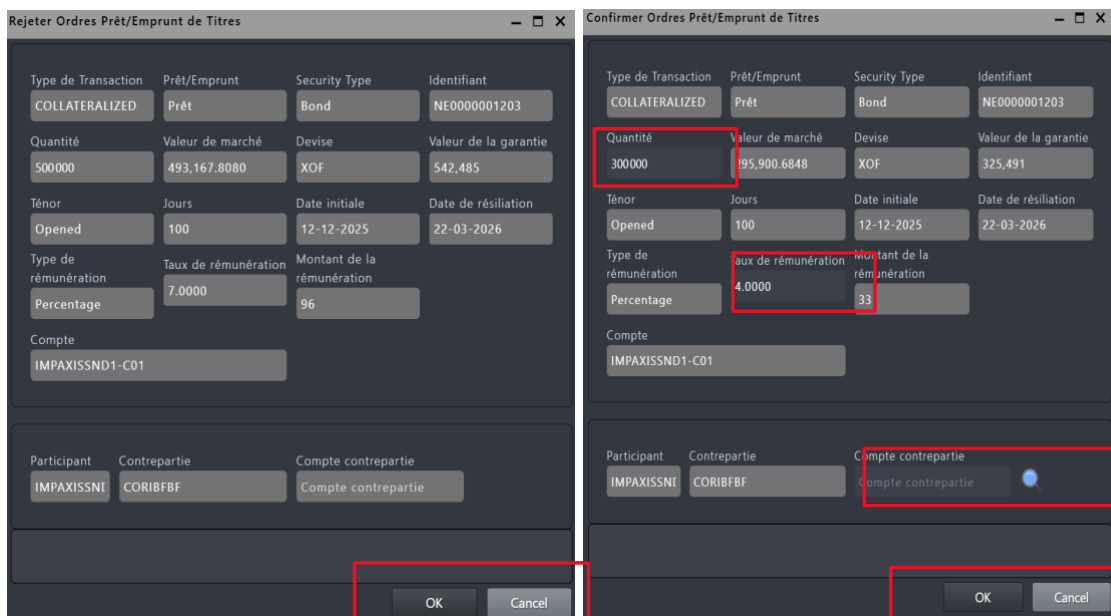 Rejeter Ordres Prêt/Emprunt de Titres
Type de Transaction Prêt/Emprunt Security Type Identifiant
COLLATERALIZED Prêt Bond NE0000001203
Quantité Valeur de marché Devise Valeur de la garantie
500000 493,167.8080 XOF 542,485
Ténor Jours Date initiale Date de résiliation
Opened 100 12-12-2025 22-03-2026
Type de rémunération Taux de rémunération Montant de la rémunération
Percentage 7.0000 96
Compte
IMPAXISSND1-C01
Participant Contrepartie Compte contrepartie
IMPAXISSNI CORIBFBF Compte contrepartie
OK Cancel
Confirmer Ordres Prêt/Emprunt de Titres
Type de Transaction Prêt/Emprunt Security Type Identifiant
COLLATERALIZED Prêt Bond NE0000001203
Quantité Valeur de marché Devise Valeur de la garantie
300000 295,900.6848 XOF 325,491
Ténor Jours Date initiale Date de résiliation
Opened 100 12-12-2025 22-03-2026
Type de rémunération Taux de rémunération Montant de la rémunération
Percentage 4.0000 33
Compte
IMPAXISSND1-C01
Participant Contrepartie Compte contrepartie
IMPAXISSNI CORIBFBF Compte contrepartie
OK Cancel